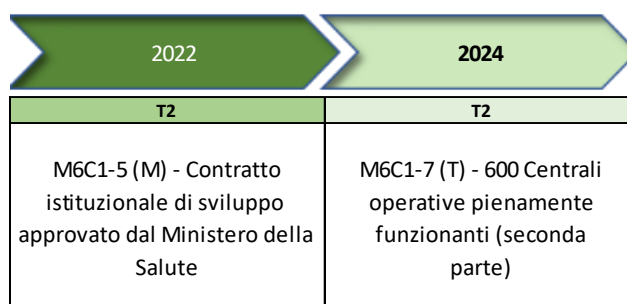 2022
2024
T2
T2
M6C1-5 (M) - Contratto
istituzionale di sviluppo
approvato dal Ministero della
Salute
M6C1-7 (T) - 600 Centrali
operative pienamente
funzionanti (seconda
parte)